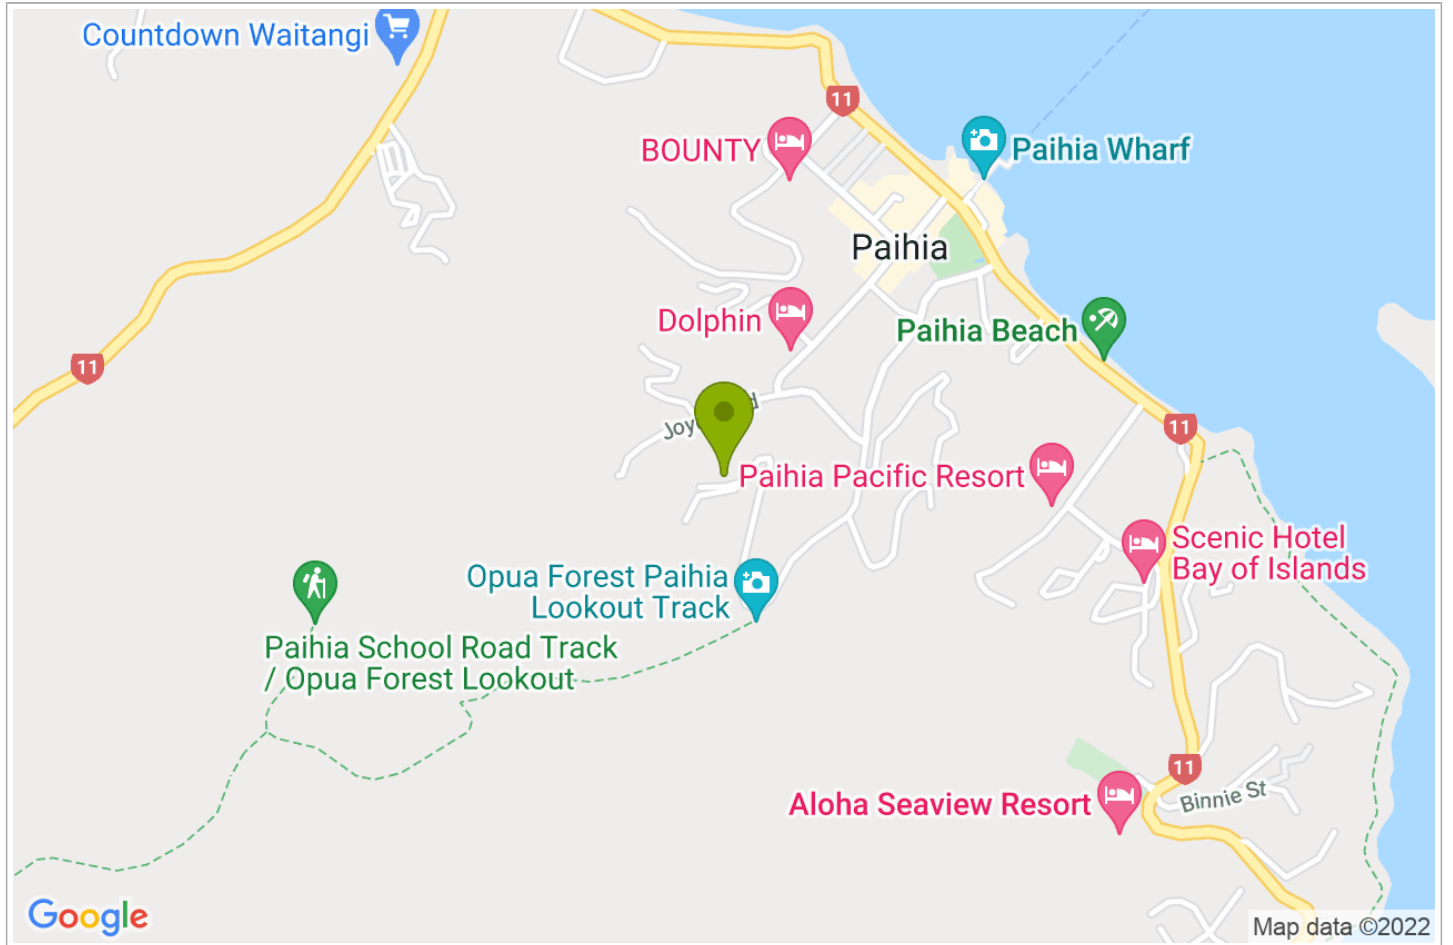 Countdown Waitangi
11
BOUNTY
Paihia Wharf
Paihia
Dolphin
Paihia Beach
11
11
Paihia Pacific Resort
Scenic Hotel
Bay of Islands
Opua Forest Paihia
Lookout Track
Paihia School Road Track
/ Opua Forest Lookout
11
Binnie St
Aloha Seaview Resort
Google
Map data ©2022